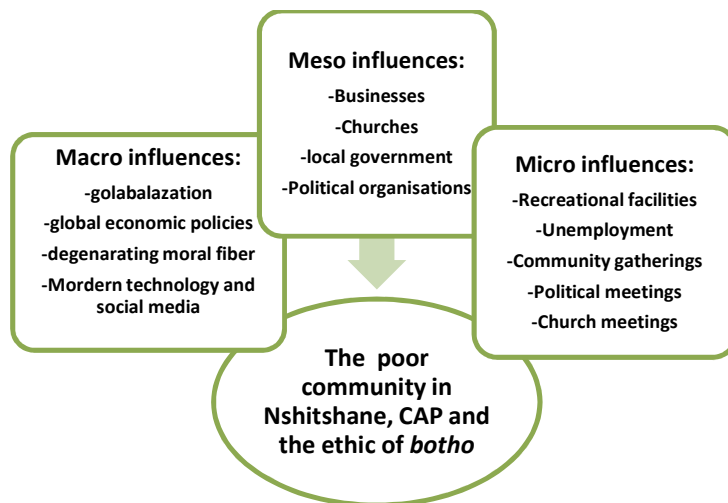 Meso influences:
-Businesses
-Churches
-local government
-Political organisations
Macro influences:
-golabalazation
-global economic policies
-degenarating moral fiber
-Mordern technology and
social media
Micro influences:
-Recreational facilities
-Unemployment
-Community gatherings
-Political meetings
-Church meetings
The poor
community in
Nshitshane, CAP and
the ethic of botho